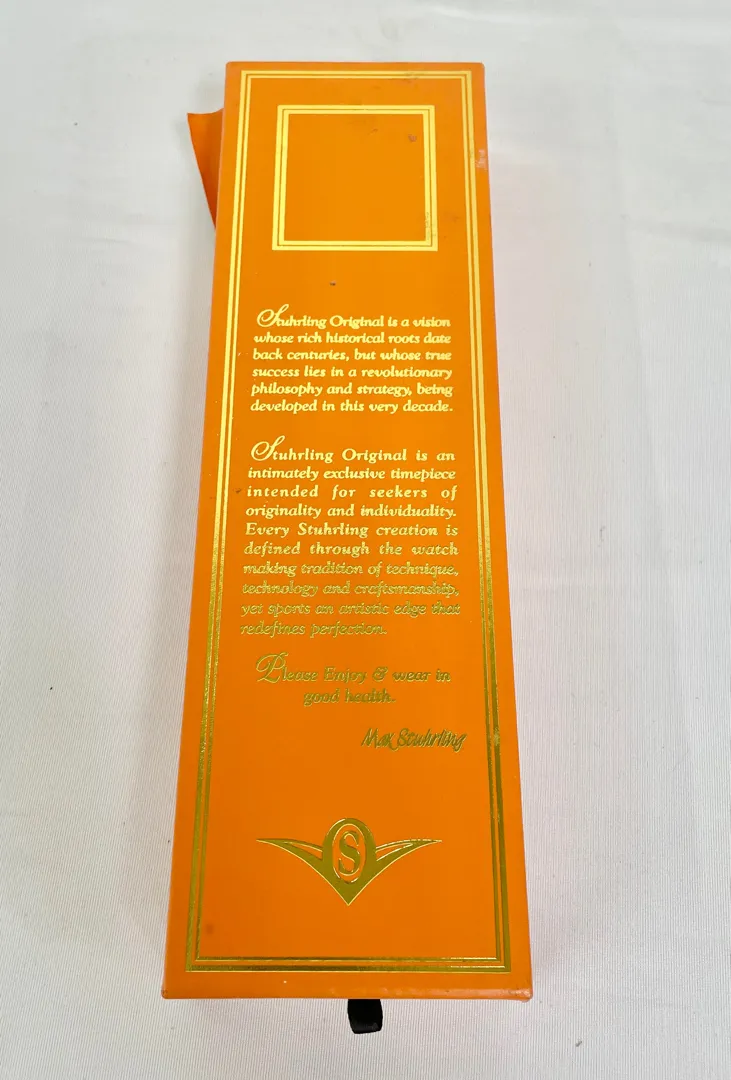 Stuhrling Original is a vision
whose rich historical roots date
back centuries, but whose true
success lies in a revolutionary
philosophy and strategy, being
developed in this very decade.
Stuhrling Original is an
intimately exclusive timepiece
intended for seekers of
originality and individuality.
Every Stuhrling creation is
defined through the watch
making tradition of technique,
technology and craftsmanship,
yet sports an artistic edge that
redefines perfection.
Please Enjoy & wear in
good health.
Max Stuhrling
S